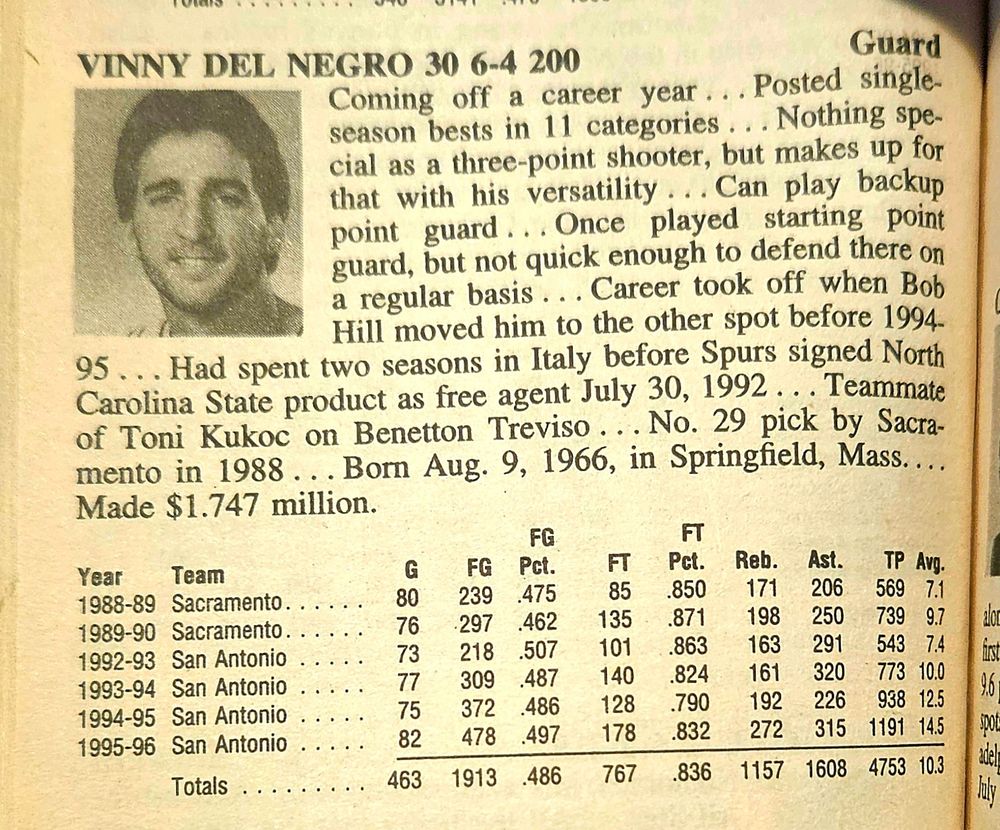 Totals
Guard
VINNY DEL NEGRO 30 6-4 200
Coming off a career year . . . Posted single-
season bests in 11 categories . . . Nothing spe-
cial as a three-point shooter, but makes up for
that with his versatility . . . Can play backup
point guard . . . Once played starting point
guard, but not quick enough to defend there on
a regular basis . . . Career took off when Bob
Hill moved him to the other spot before 1994-
95 . . . Had spent two seasons in Italy before Spurs signed North
Carolina State product as free agent July 30, 1992 . . . Teammate
of Toni Kukoc on Benetton Treviso . . . No. 29 pick by Sacra-
mento in 1988 . . . Born Aug. 9, 1966, in Springfield, Mass. . . .
Made $1.747 million.
FG FT
Year Team G FG Pct. FT Pct. Reb. Ast. TP Avg.
1988-89 Sacramento. . . . . . . 80 239 .475 85 .850 171 206 569 7.1
1989-90 Sacramento. . . . . . . 76 297 .462 135 .871 198 250 739 9.7
1992-93 San Antonio . . . . . 73 218 .507 101 .863 163 291 543 7.4
1993-94 San Antonio . . . . . 77 309 .487 140 .824 161 320 773 10.0
1994-95 San Antonio . . . . . 75 372 .486 128 .790 192 226 938 12.5
1995-96 San Antonio . . . . . 82 478 .497 178 .832 272 315 1191 14.5
Totals . . . . . . . . . 463 1913 .486 767 .836 1157 1608 4753 10.3
first
9.6
July